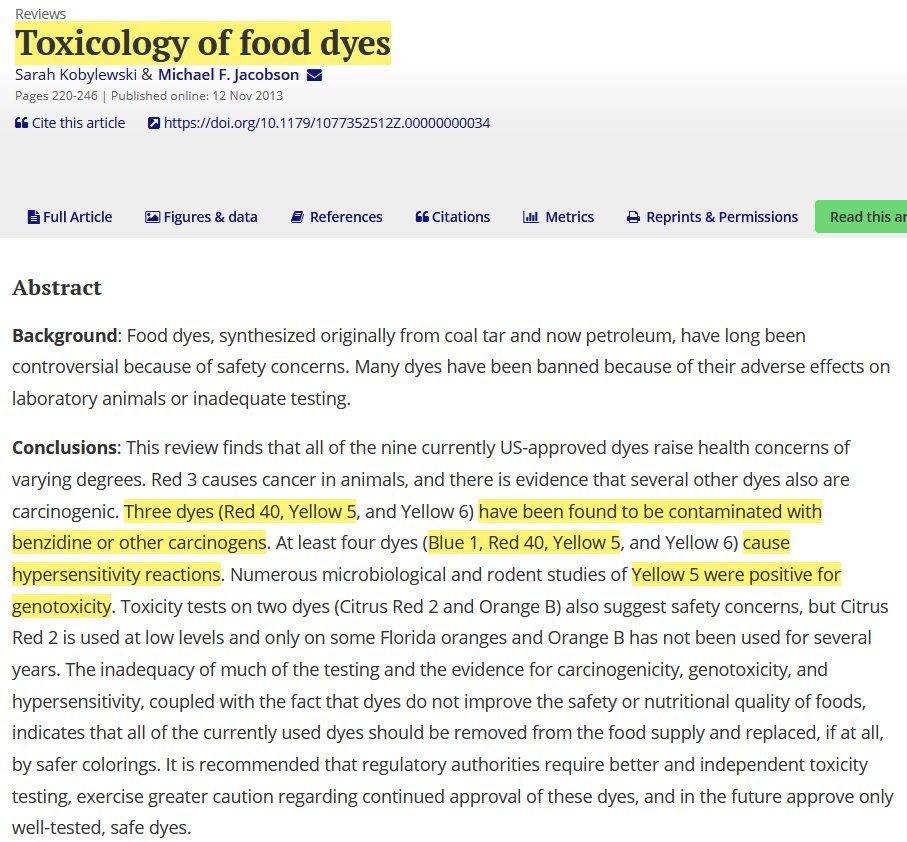 Reviews
Toxicology of food dyes
Sarah Kobylewski & Michael F. Jacobson
Pages 220-246 | Published online: 12 Nov 2013
Cite this article https://doi.org/10.1179/1077352512Z.00000000034
Full Article Figures & data References Citations Metrics Reprints & Permissions Read this ar
Abstract
Background: Food dyes, synthesized originally from coal tar and now petroleum, have long been
controversial because of safety concerns. Many dyes have been banned because of their adverse effects on
laboratory animals or inadequate testing.
Conclusions: This review finds that all of the nine currently US-approved dyes raise health concerns of
varying degrees. Red 3 causes cancer in animals, and there is evidence that several other dyes also are
carcinogenic. Three dyes (Red 40, Yellow 5, and Yellow 6) have been found to be contaminated with
benzidine or other carcinogens. At least four dyes (Blue 1, Red 40, Yellow 5, and Yellow 6) cause
hypersensitivity reactions. Numerous microbiological and rodent studies of Yellow 5 were positive for
genotoxicity. Toxicity tests on two dyes (Citrus Red 2 and Orange B) also suggest safety concerns, but Citrus
Red 2 is used at low levels and only on some Florida oranges and Orange B has not been used for several
years. The inadequacy of much of the testing and the evidence for carcinogenicity, genotoxicity, and
hypersensitivity, coupled with the fact that dyes do not improve the safety or nutritional quality of foods,
indicates that all of the currently used dyes should be removed from the food supply and replaced, if at all,
by safer colorings. It is recommended that regulatory authorities require better and independent toxicity
testing, exercise greater caution regarding continued approval of these dyes, and in the future approve only
well-tested, safe dyes.